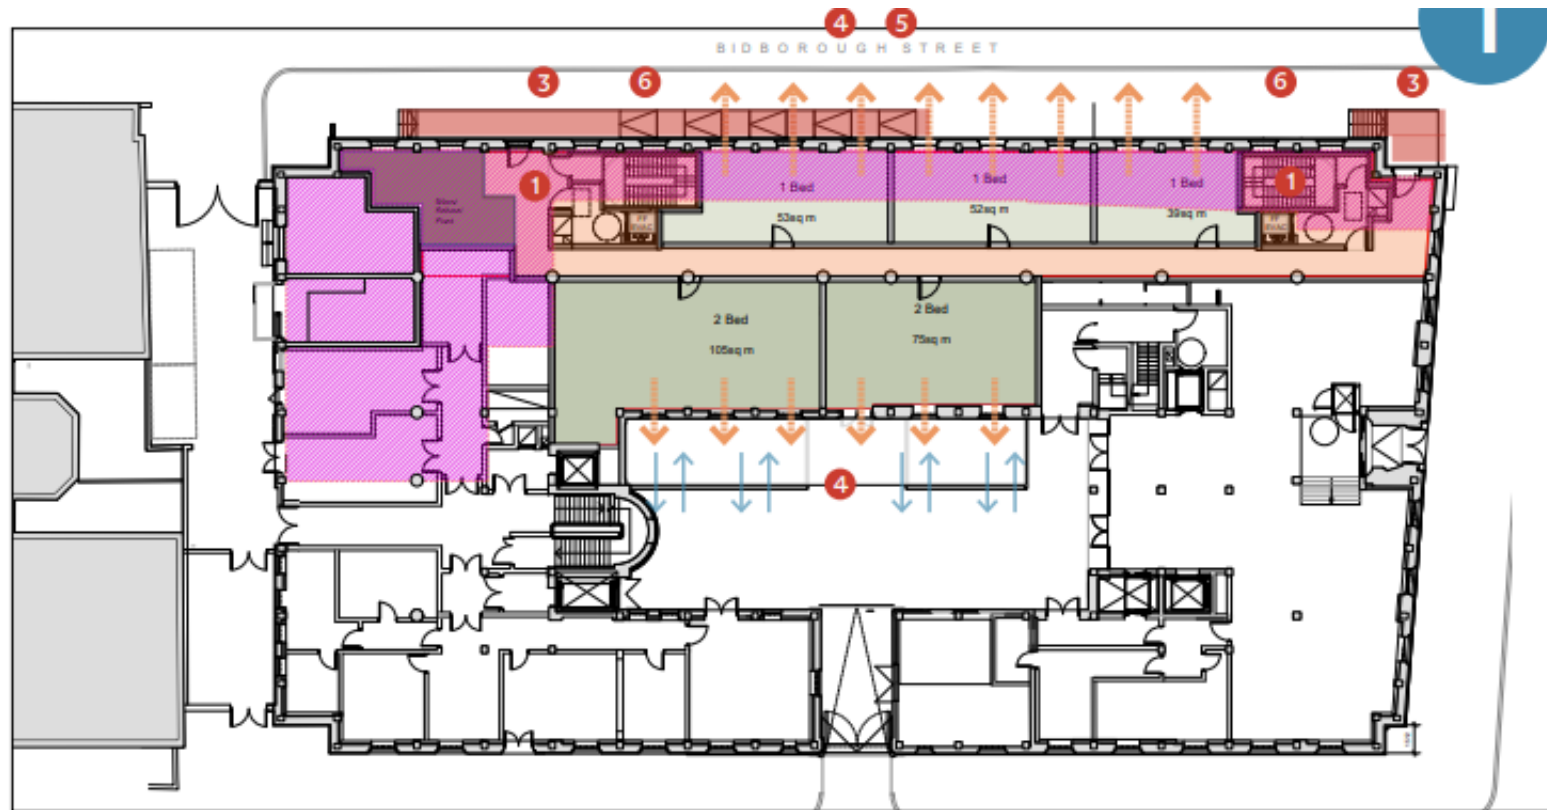 4 5
BIDBOROUGH STREET
3 6 6 3
1 1
1 Bed 1 Bed 1 Bed
53sq m 52sq m 39sq m
2 Bed 2 Bed
105sq m 75sq m
4